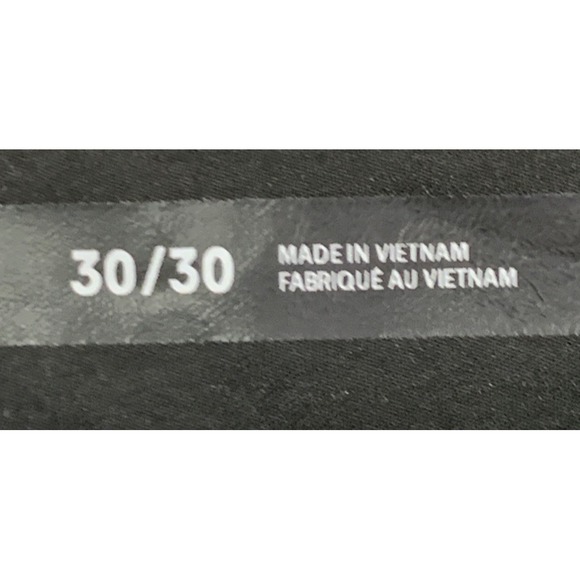 30/30
MADE IN VIETNAM
FABRIQUÉ AU VIETNAM